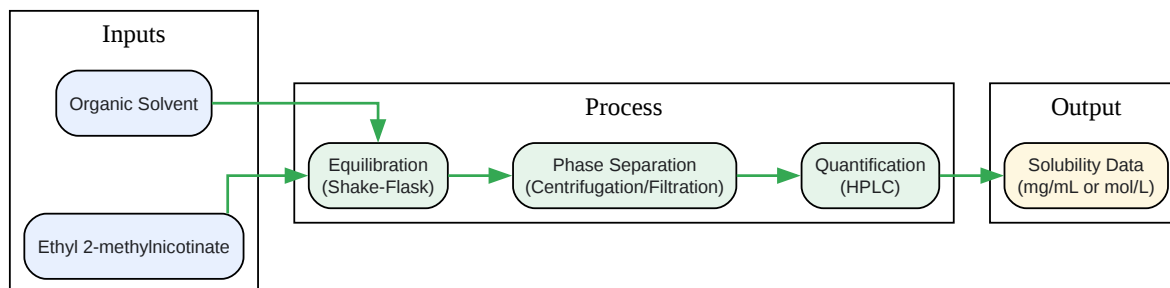 Inputs
Organic Solvent
Ethyl 2-methylnicotinate
Process
Equilibration
(Shake-Flask)
Phase Separation
(Centrifugation/Filtration)
Quantification
(HPLC)
Output
Solubility Data
(mg/mL or mol/L)